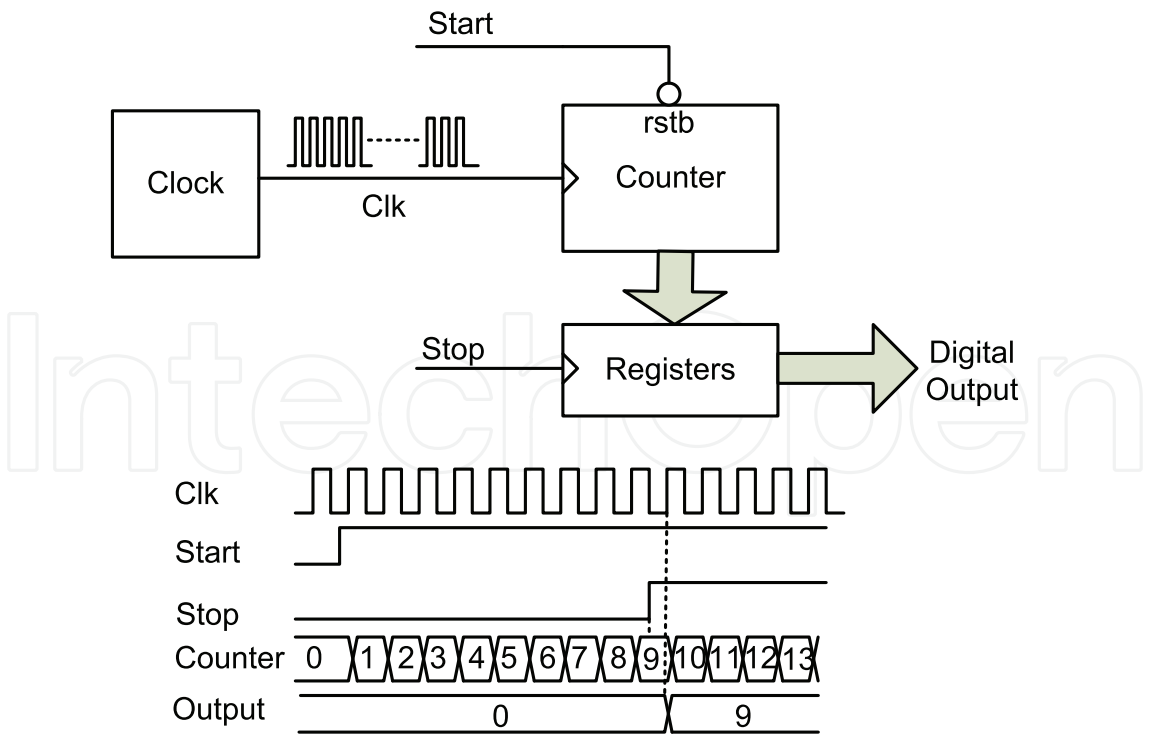 Start
rstb
Clock
Clk
Counter
Stop
Registers
Digital
Output
IntechOpen
Clk
Start
Stop
Counter 0 1 2 3 4 5 6 7 8 9 10 11 12 13
Output 0 9